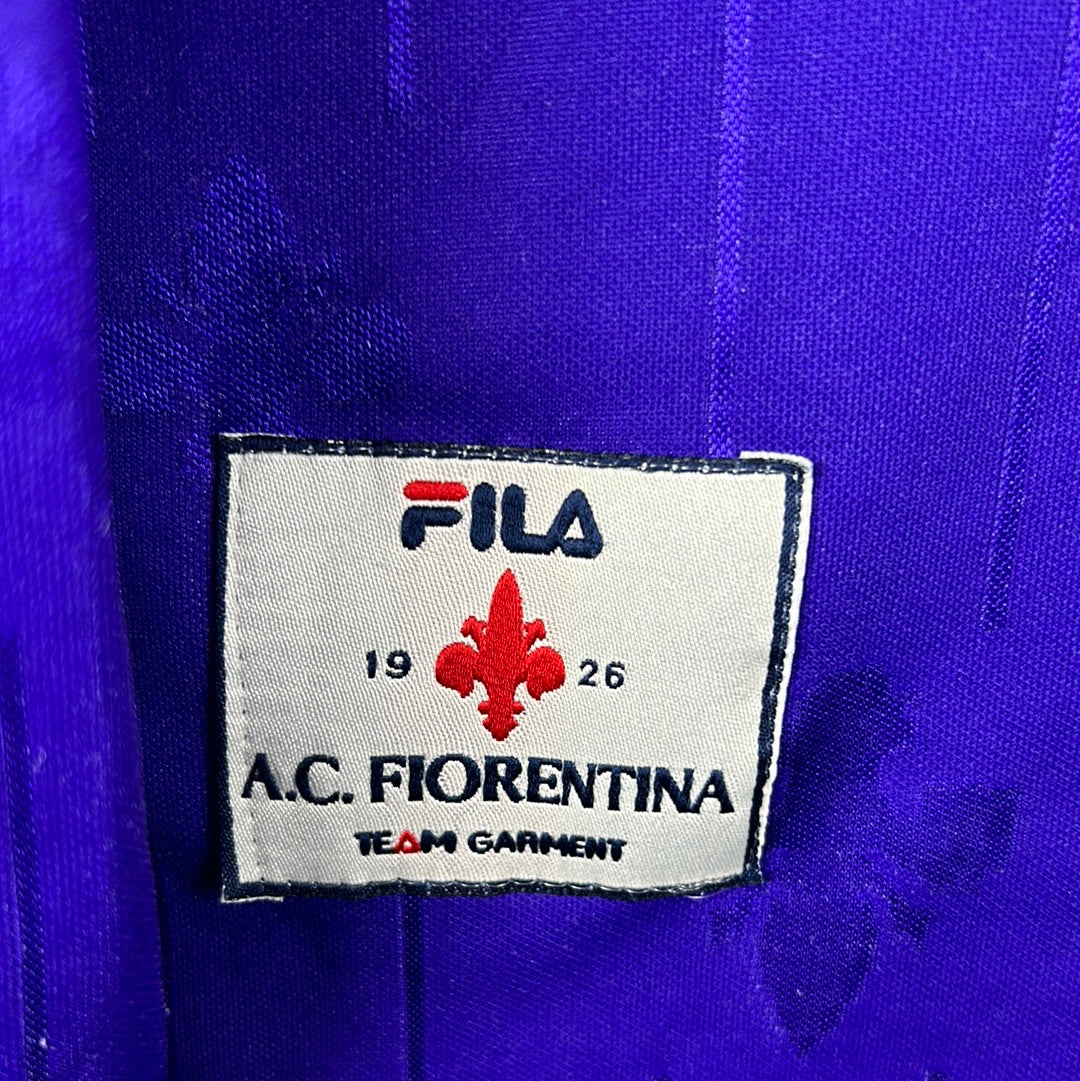 FILA
19 26
A.C. FIORENTINA
TEAM GARMENT